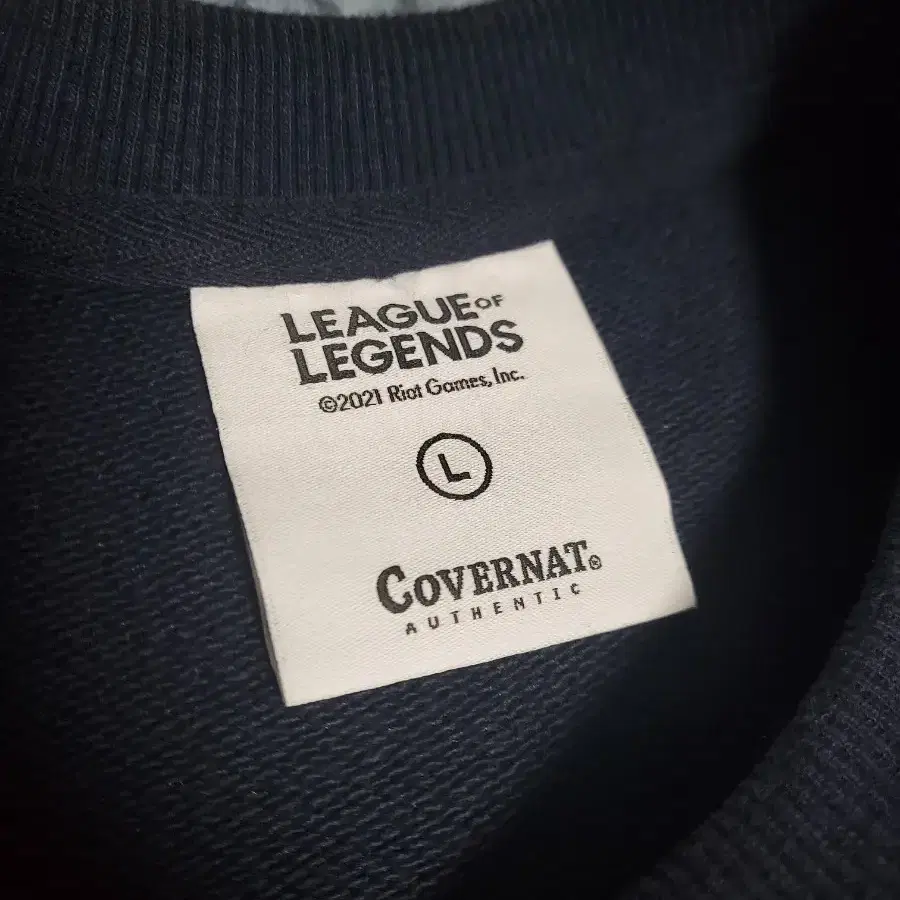 LEAGUE OF
LEGENDS
©2021 Riot Games, Inc.
L
COVERNAT®
AUTHENTIC